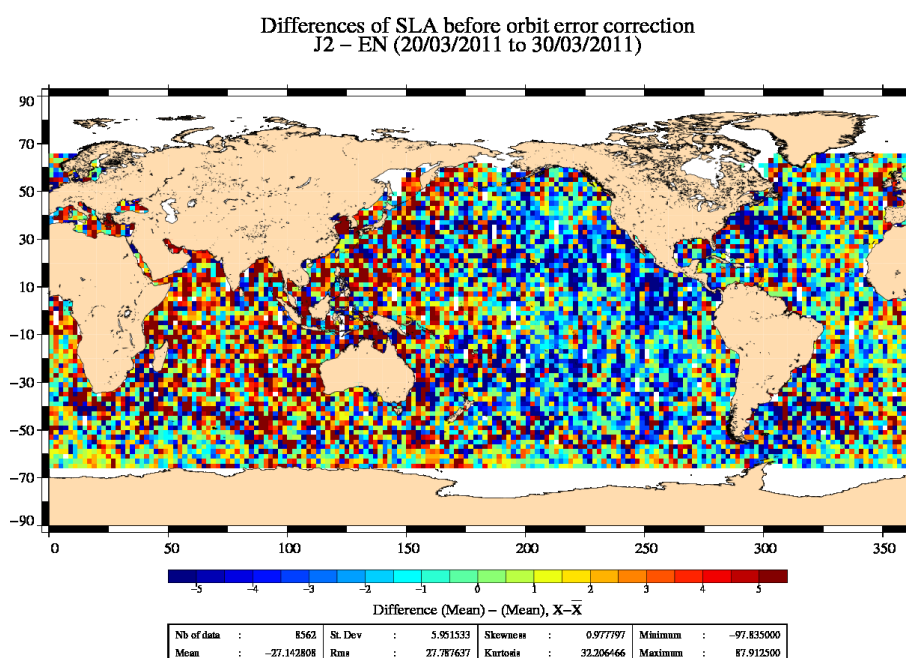 Differences of SLA before orbit error correction
J2 – EN (20/03/2011 to 30/03/2011)
90
70
50
30
10
−10
−30
−50
−70
−90
0 50 100 150 200 250 300 350
−5 −4 −3 −2 −1 0 1 2 3 4 5
Difference (Mean) – (Mean), X–X̅
Nb of data : 8562 St. Dev : 5.951533 Skewness : 0.977797 Minimum : −97.835000
Mean : −27.142808 Rms : 27.787637 Kurtosis : 32.206466 Maximum : 87.912500